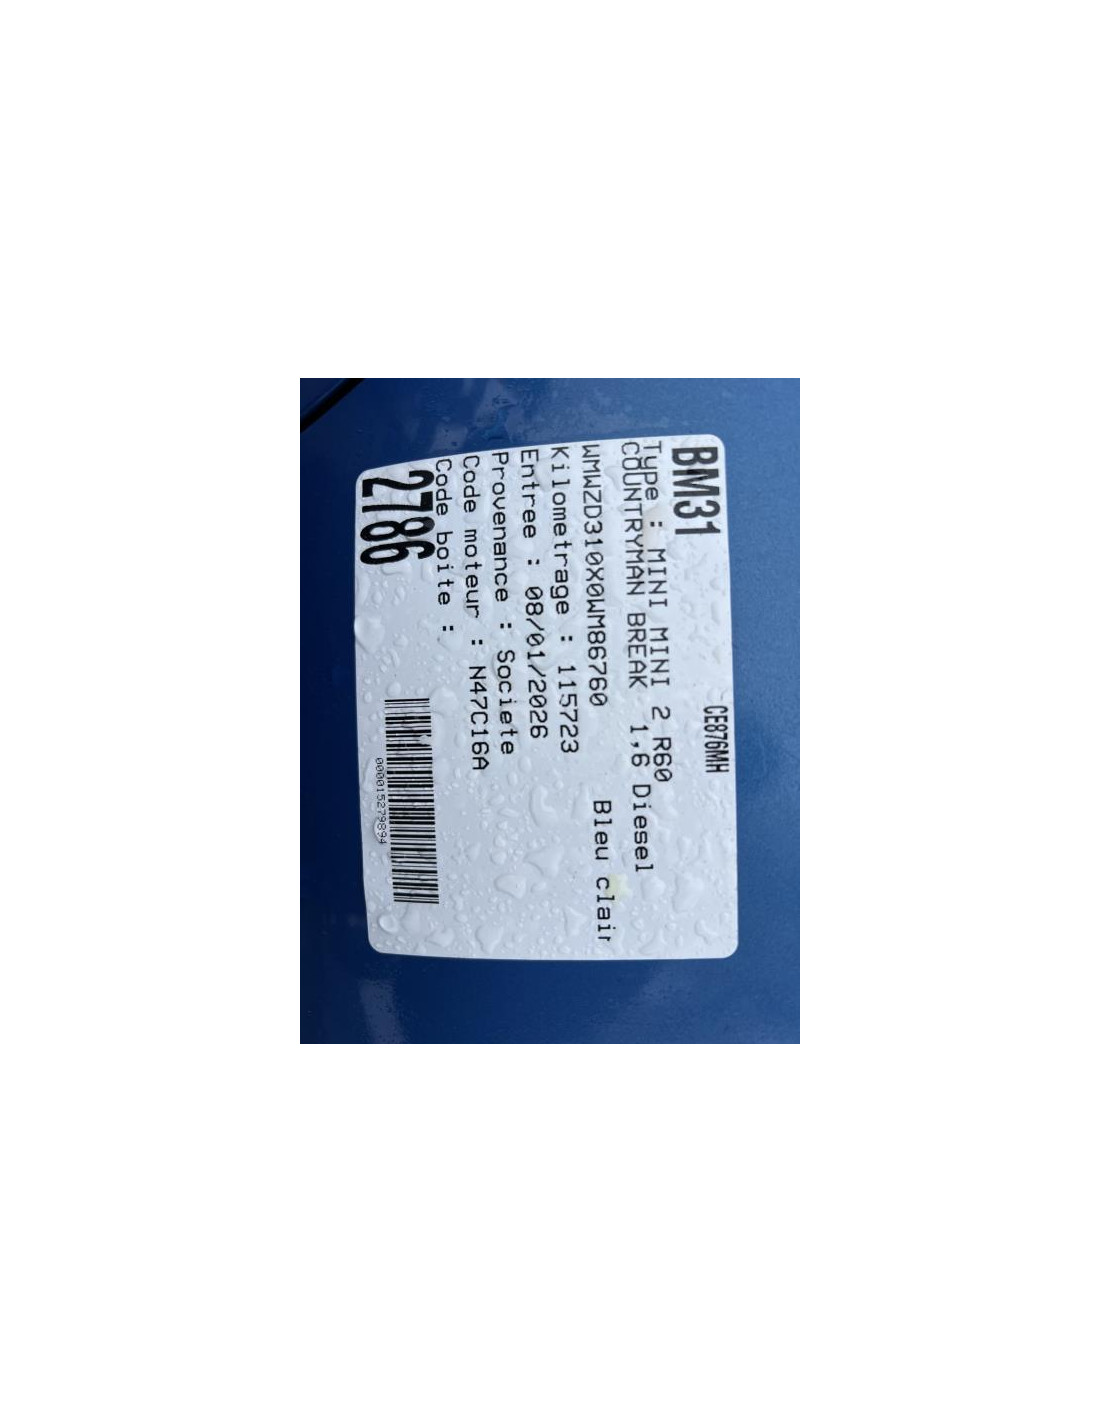 BM31 CE876MH
Type : MINI MINI 2 R60
COUNTRYMAN BREAK 1,6 Diesel
WMWZD310X0WM86760 Bleu clair
Kilometrage : 115723
Entree : 08/01/2026
Provenance : Societe
Code moteur : N47C16A
Code boite :
2786
000015279894